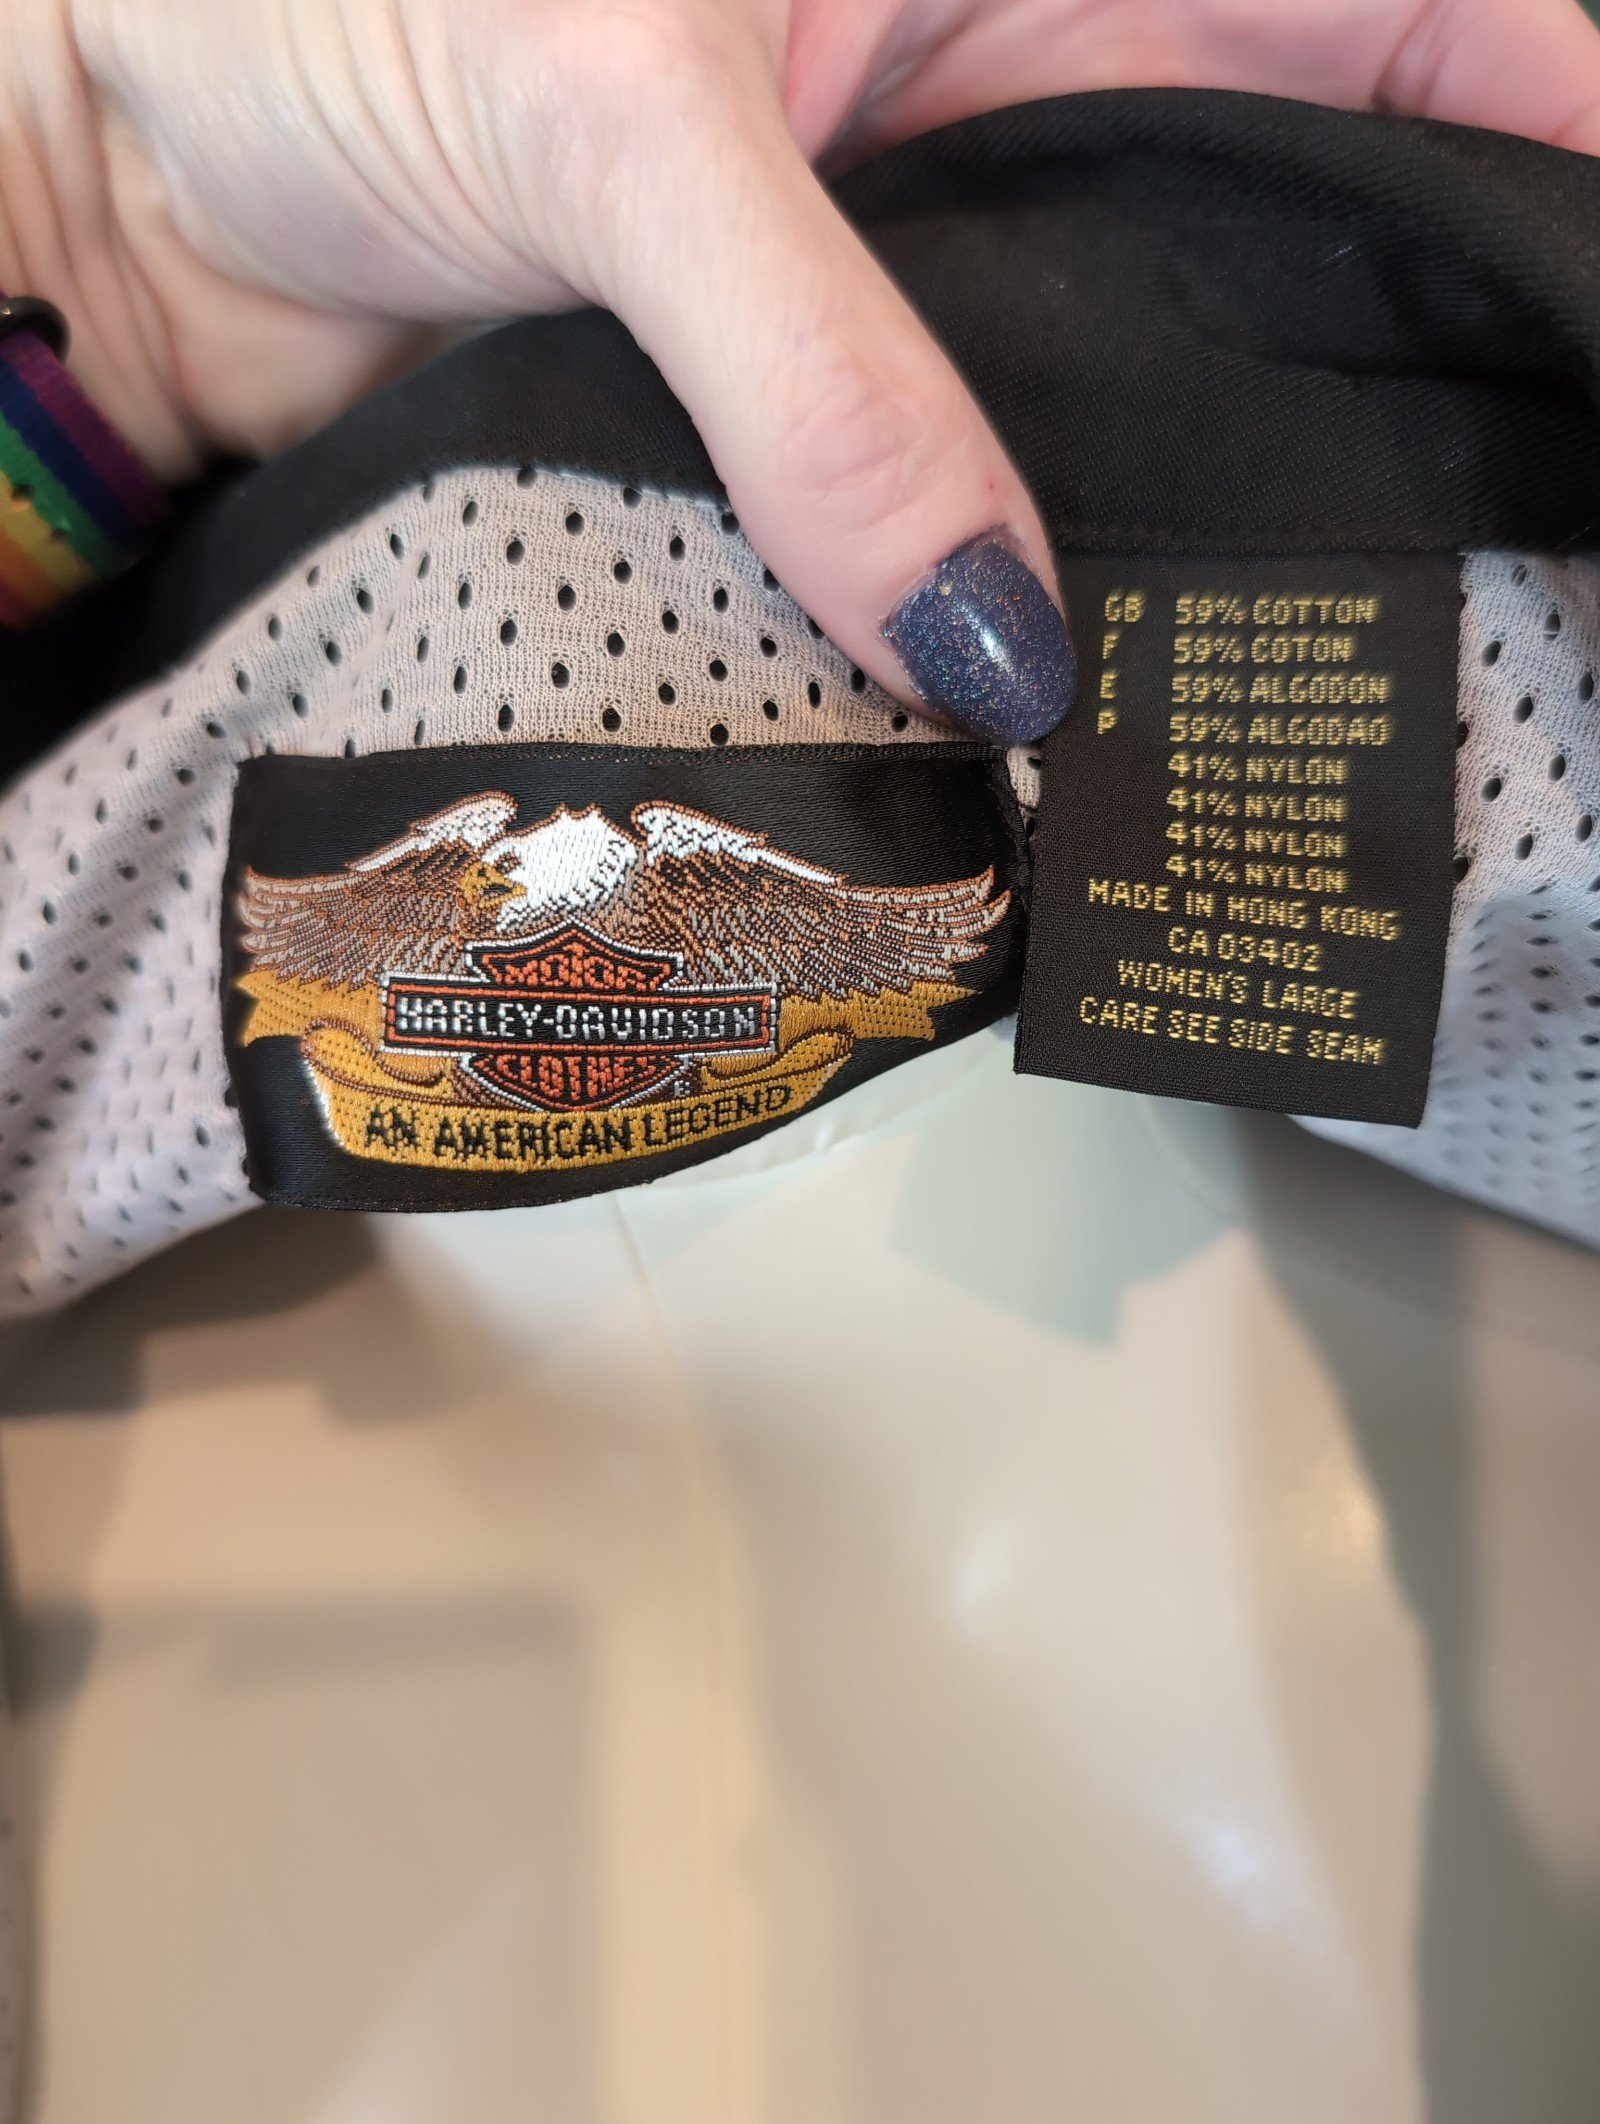 MOTOR
HARLEY-DAVIDSON
CLOTHES
®
AN AMERICAN LEGEND
GB 59% COTTON
F 59% COTON
E 59% ALGODON
P 59% ALGODAO
41% NYLON
41% NYLON
41% NYLON
41% NYLON
MADE IN HONG KONG
CA 03402
WOMEN'S LARGE
CARE SEE SIDE SEAM